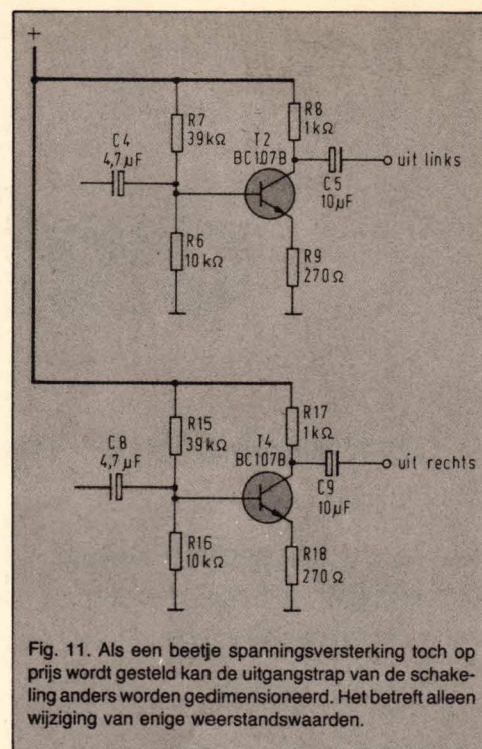 +
R7
39kΩ
R8
1kΩ
C4
4,7µF
T2
BC107B
C5
10µF
uit links
R6
10kΩ
R9
270Ω
R15
39kΩ
R17
1kΩ
C8
4,7µF
T4
BC107B
C9
10µF
uit rechts
R16
10kΩ
R18
270Ω
Fig. 11. Als een beetje spanningsversterking toch op
prijs wordt gesteld kan de uitgangstrap van de schake-
ling anders worden gedimensioneerd. Het betreft alleen
wijziging van enige weerstandswaarden.